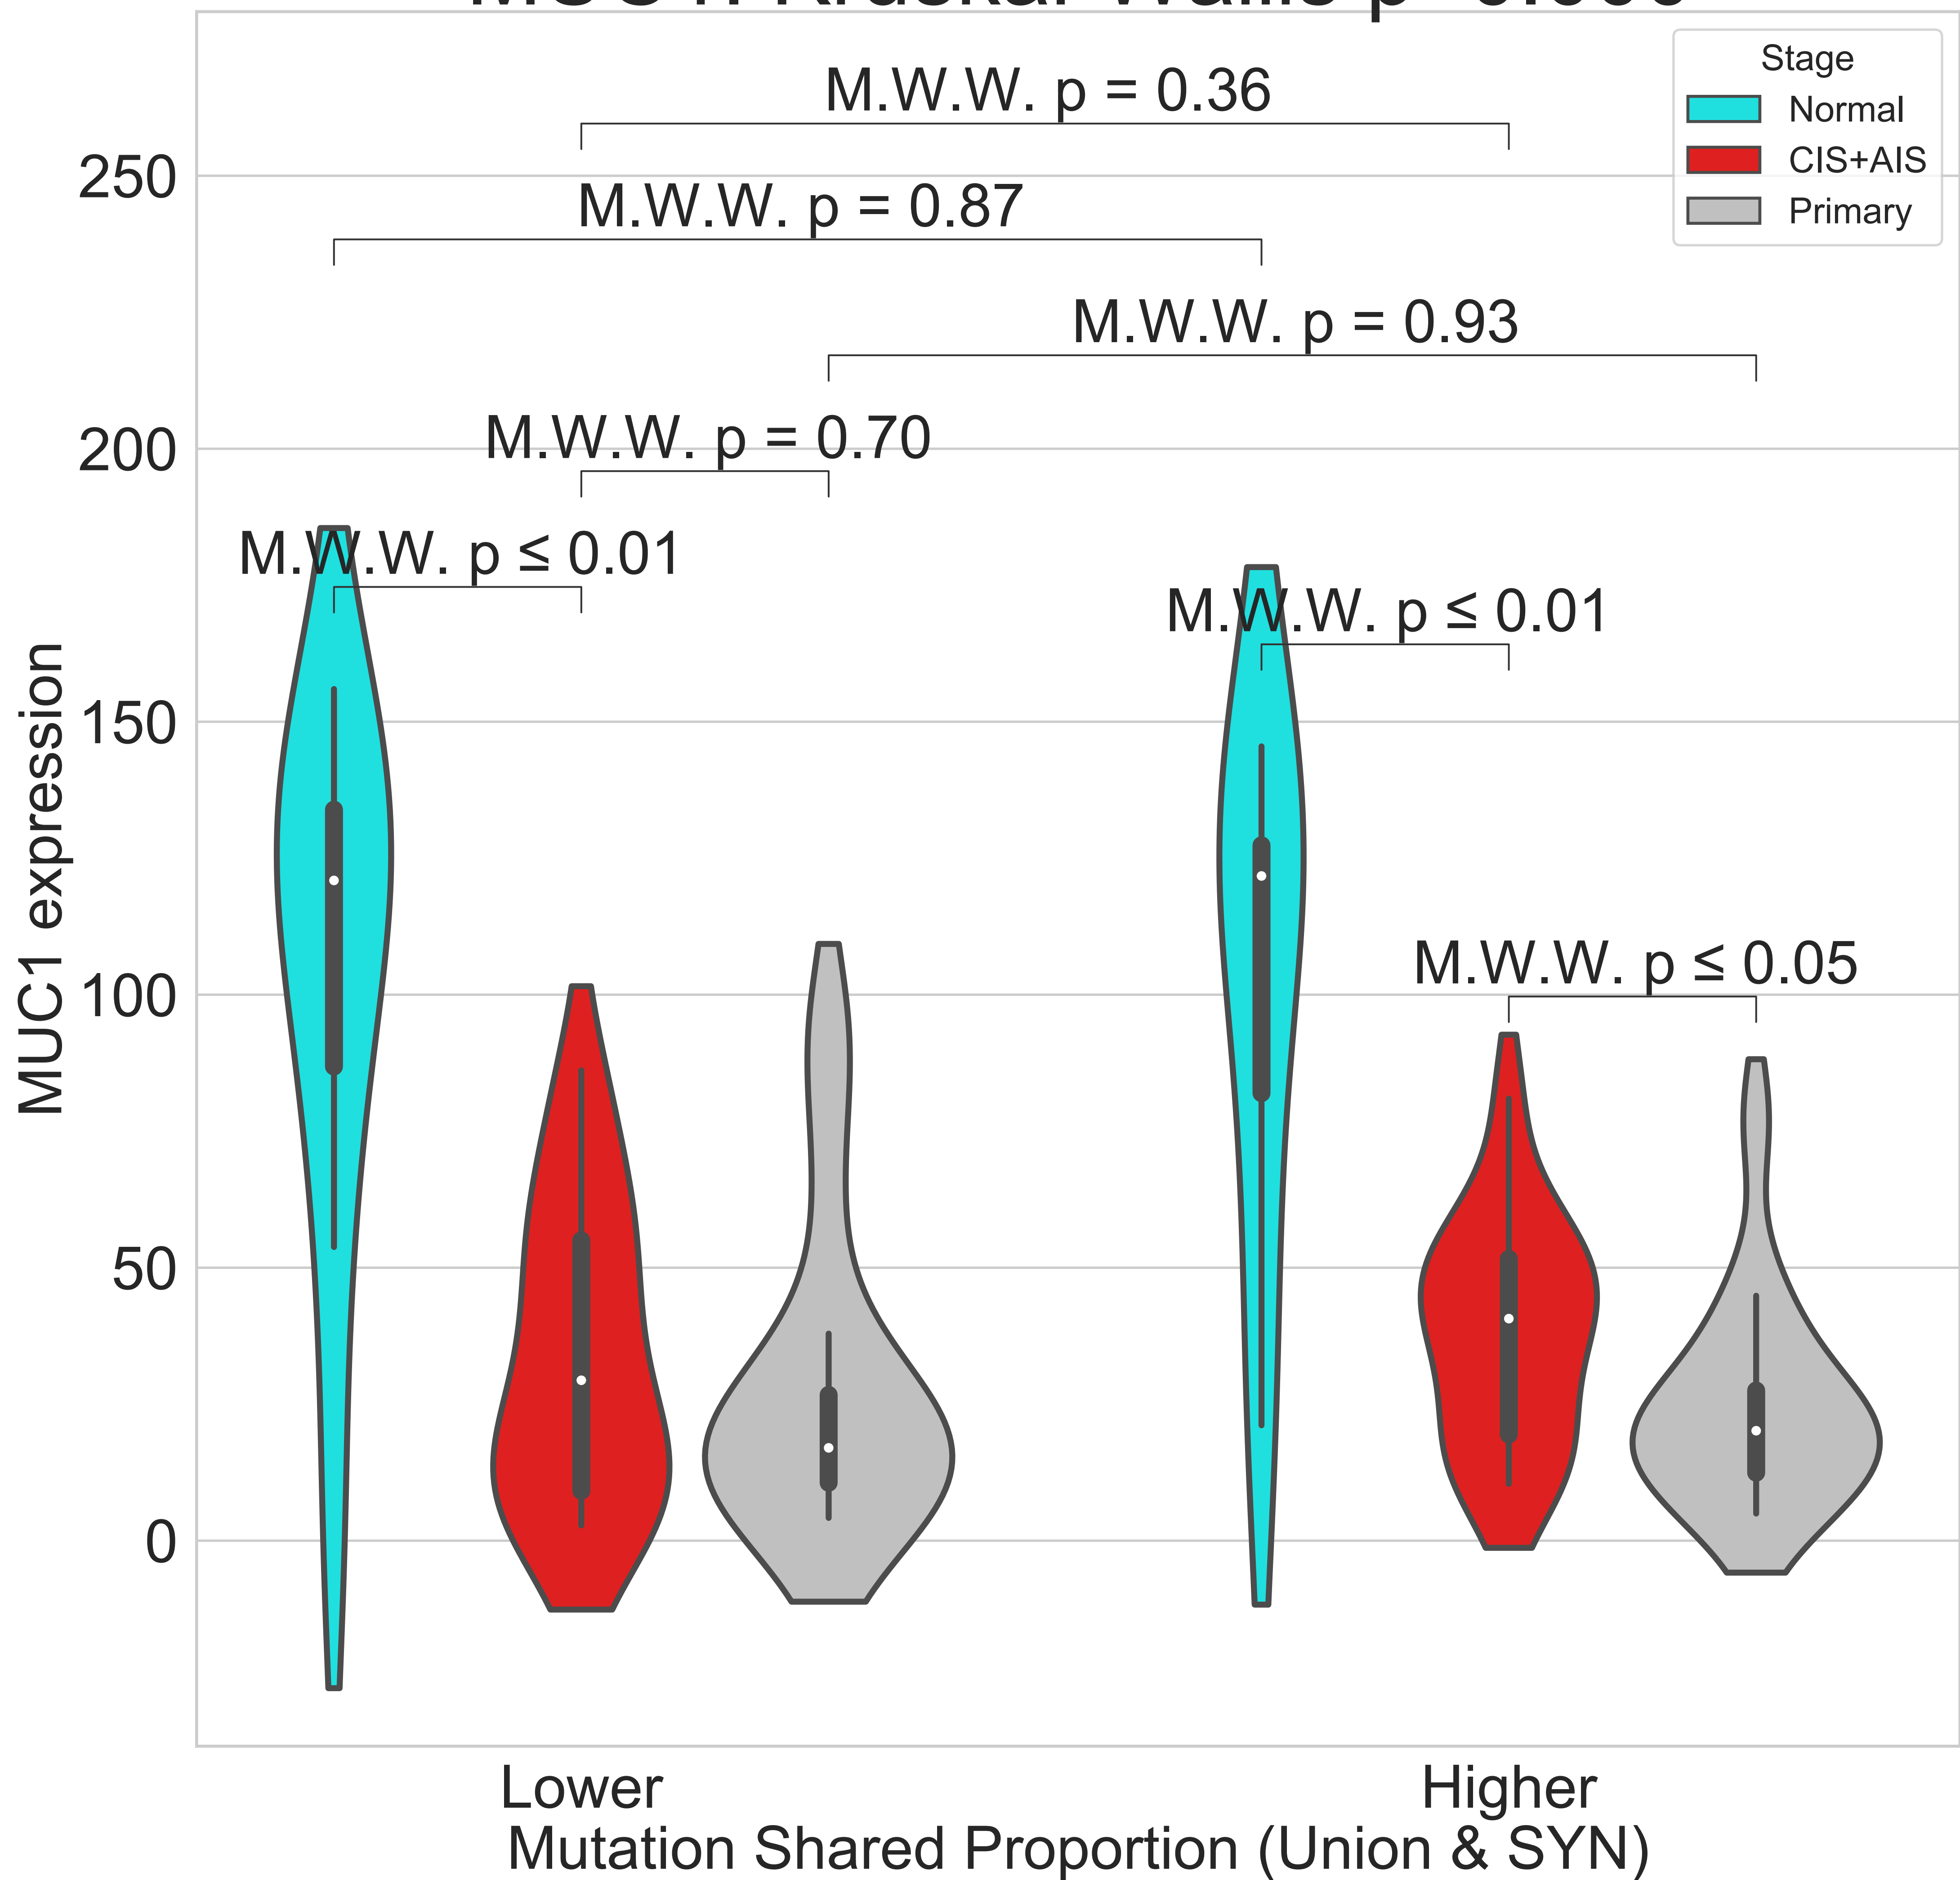 Stage
Normal
CIS+AIS
Primary
M.W.W. p = 0.36
250
M.W.W. p = 0.87
M.W.W. p = 0.93
M.W.W. p = 0.70
200
M.W.W. p ≤ 0.01
M.W.W. p ≤ 0.01
150
M.W.W. p ≤ 0.05
100
50
0
MUC1 expression
Lower
Higher
Mutation Shared Proportion (Union & SYN)